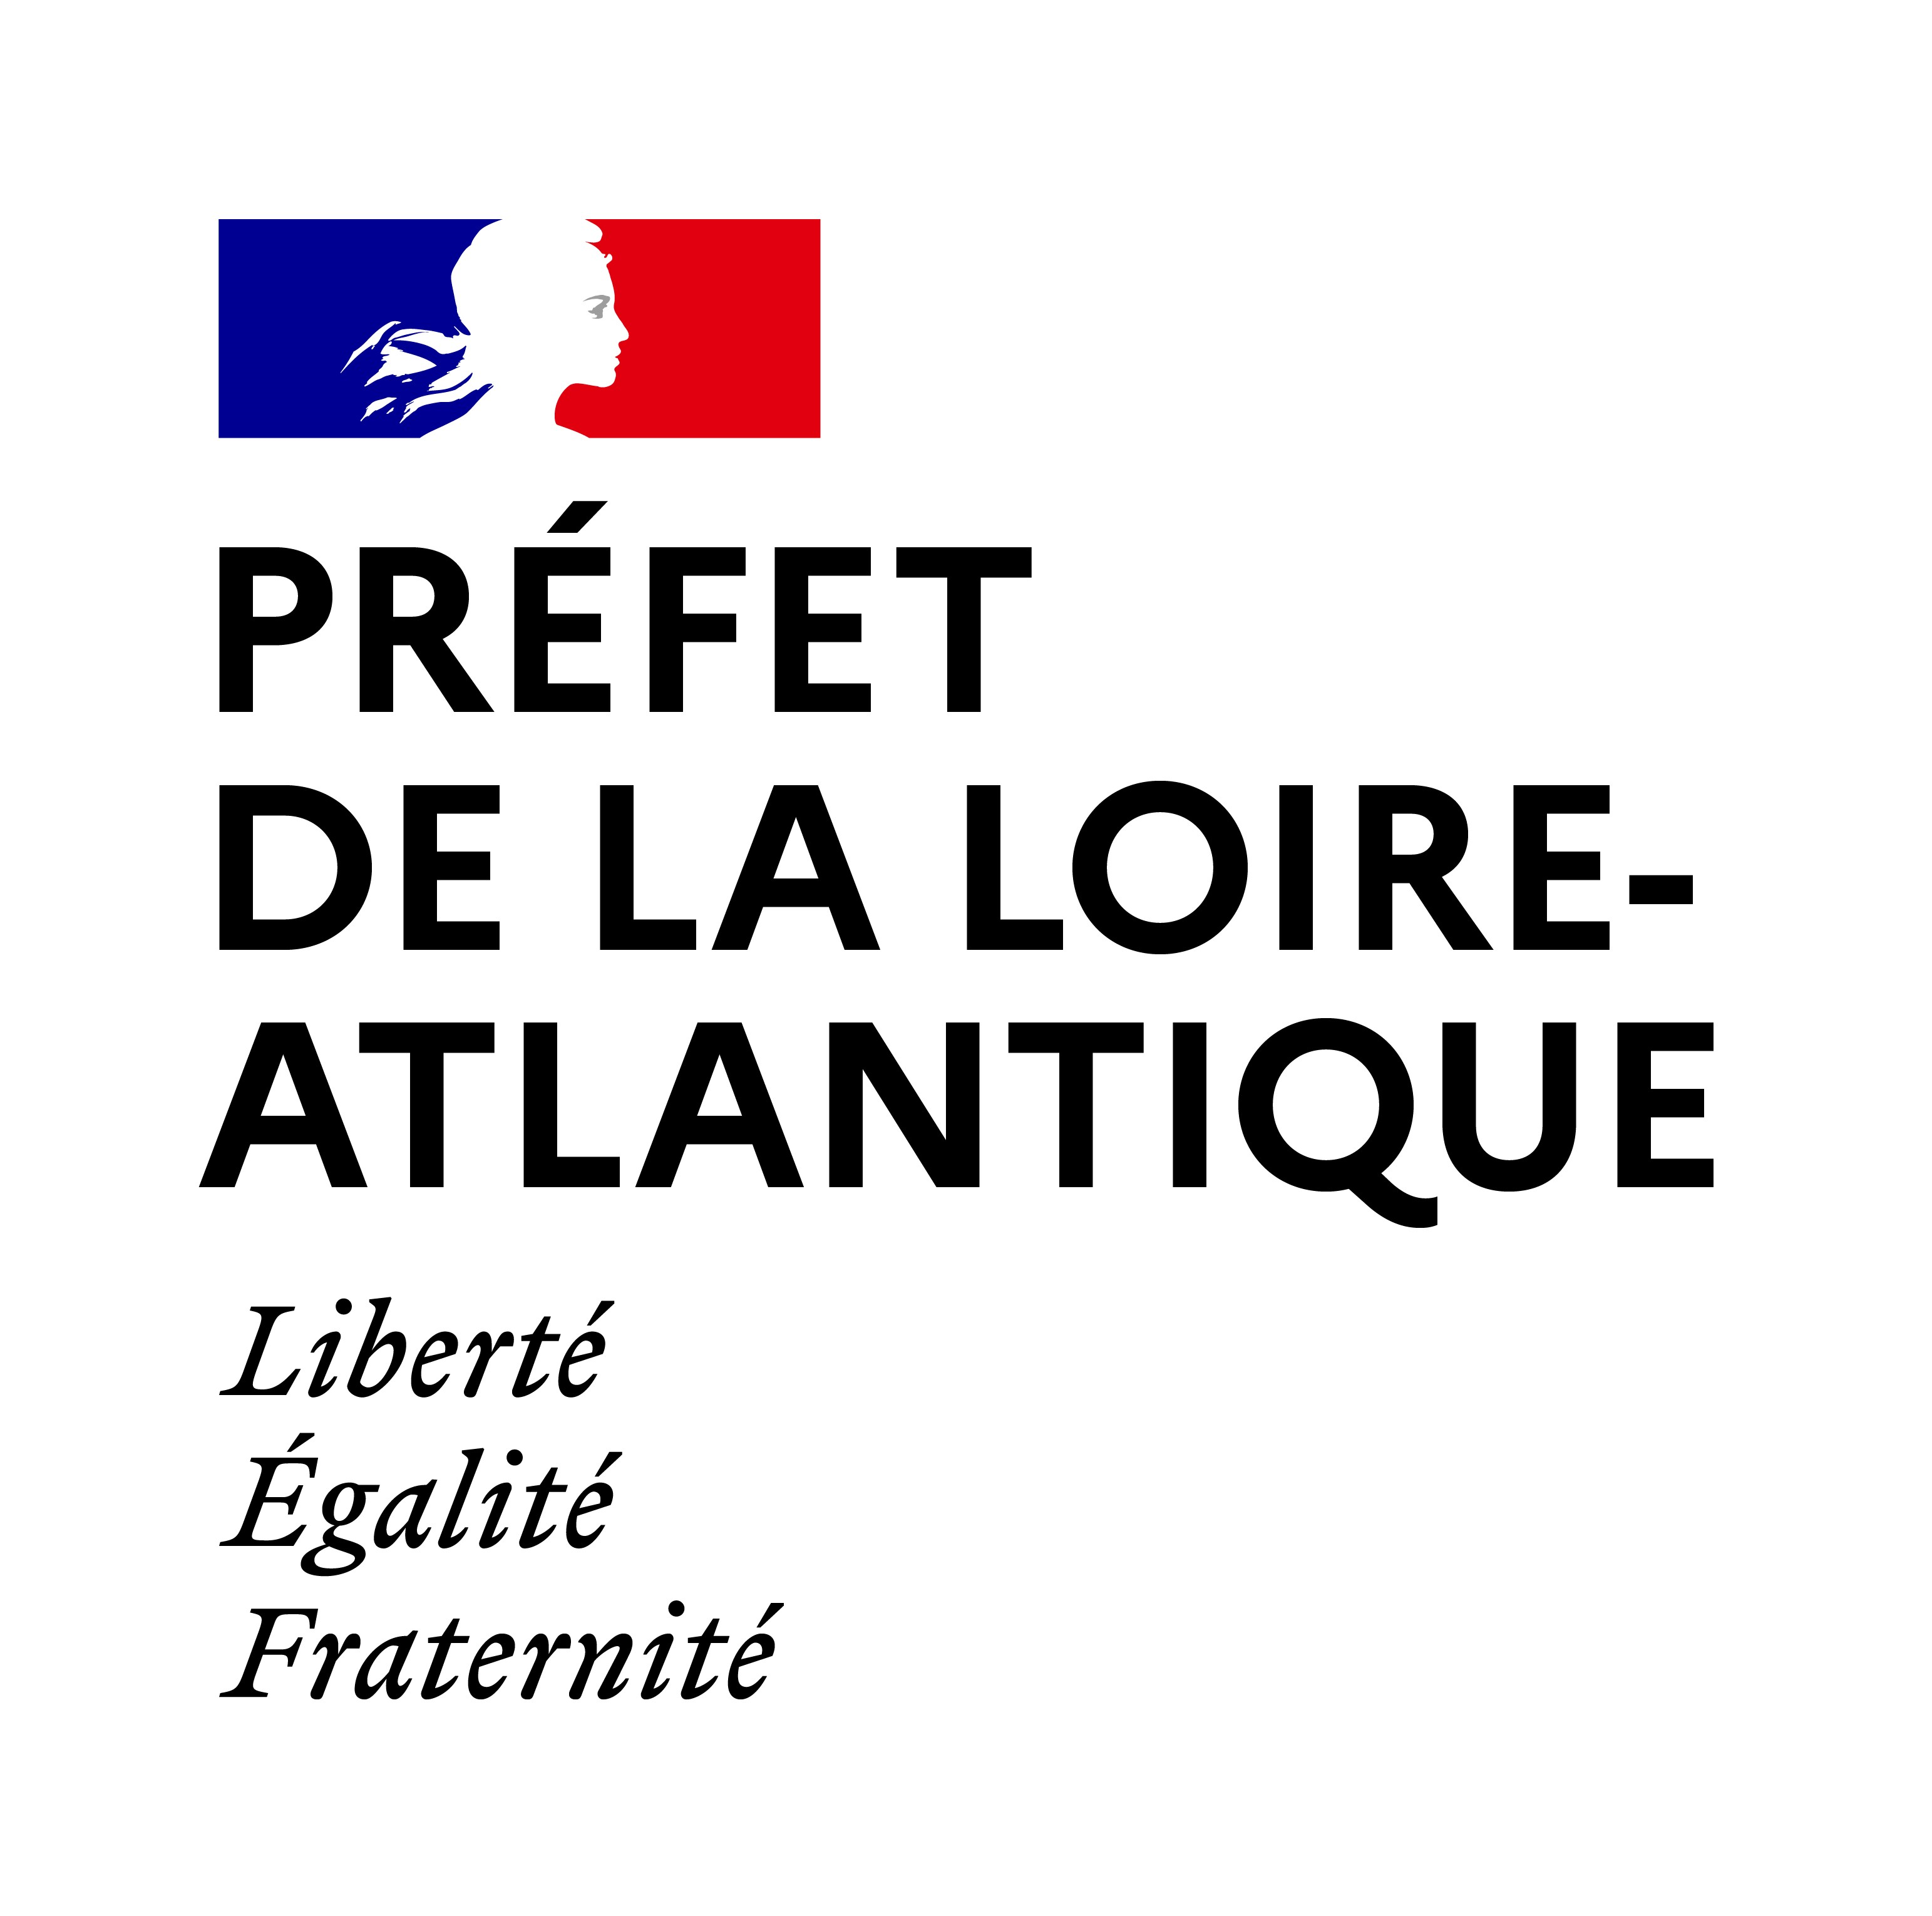 PRÉFET
DE LA LOIRE-
ATLANTIQUE
Liberté
Égalité
Fraternité